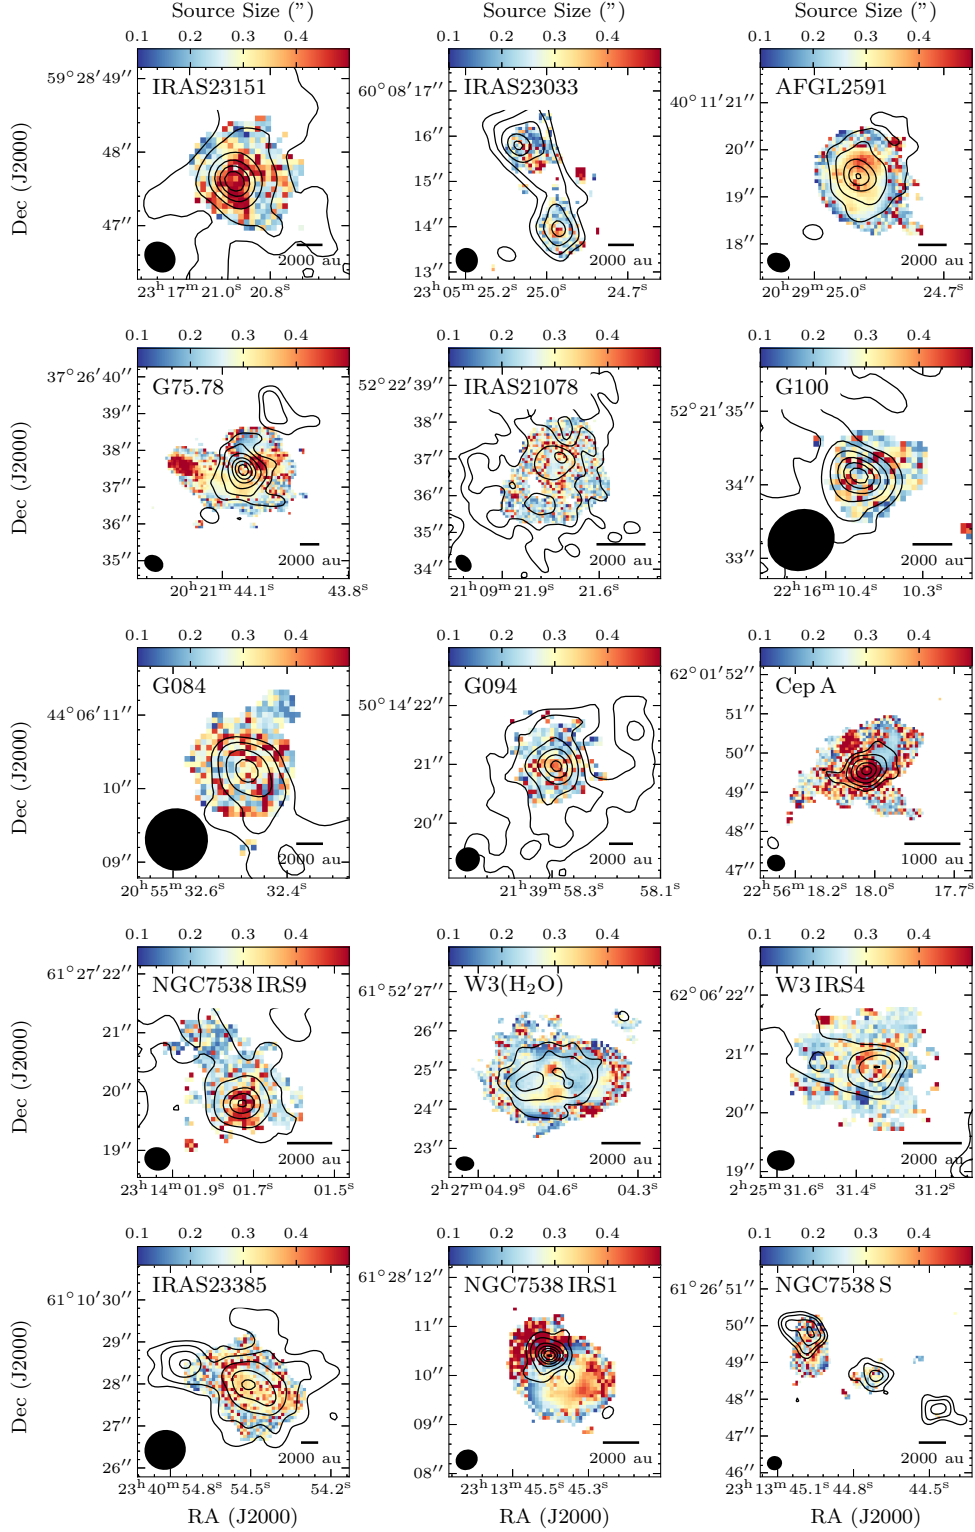 Source Size (″) Source Size (″) Source Size (″)
0.1 0.2 0.3 0.4 0.1 0.2 0.3 0.4 0.1 0.2 0.3 0.4
IRAS23151 IRAS23033 AFGL2591
59°28′49″ 48″ 47″
60°08′17″ 16″ 15″ 14″ 13″
40°11′21″ 20″ 19″ 18″
Dec (J2000)
2000 au 2000 au 2000 au
23ʰ17ᵐ21.0ˢ 20.8ˢ 23ʰ05ᵐ25.2ˢ 25.0ˢ 24.7ˢ 20ʰ29ᵐ25.0ˢ 24.7ˢ
0.1 0.2 0.3 0.4 0.1 0.2 0.3 0.4 0.1 0.2 0.3 0.4
G75.78 IRAS21078 G100
37°26′40″ 39″ 38″ 37″ 36″ 35″
52°22′39″ 38″ 37″ 36″ 35″ 34″
52°21′35″ 34″ 33″
Dec (J2000)
2000 au 2000 au 2000 au
20ʰ21ᵐ44.1ˢ 43.8ˢ 21ʰ09ᵐ21.9ˢ 21.6ˢ 22ʰ16ᵐ10.4ˢ 10.3ˢ
0.1 0.2 0.3 0.4 0.1 0.2 0.3 0.4 0.1 0.2 0.3 0.4
G084 G094 Cep A
44°06′11″ 10″ 09″
50°14′22″ 21″ 20″
62°01′52″ 51″ 50″ 49″ 48″ 47″
Dec (J2000)
2000 au 2000 au 1000 au
20ʰ55ᵐ32.6ˢ 32.4ˢ 21ʰ39ᵐ58.3ˢ 58.1ˢ 22ʰ56ᵐ18.2ˢ 18.0ˢ 17.7ˢ
0.1 0.2 0.3 0.4 0.1 0.2 0.3 0.4 0.1 0.2 0.3 0.4
NGC7538 IRS9 W3(H₂O) W3 IRS4
61°27′22″ 21″ 20″ 19″
61°52′27″ 26″ 25″ 24″ 23″
62°06′22″ 21″ 20″ 19″
Dec (J2000)
2000 au 2000 au 2000 au
23ʰ14ᵐ01.9ˢ 01.7ˢ 01.5ˢ 2ʰ27ᵐ04.9ˢ 04.6ˢ 04.3ˢ 2ʰ25ᵐ31.6ˢ 31.4ˢ 31.2ˢ
0.1 0.2 0.3 0.4 0.1 0.2 0.3 0.4 0.1 0.2 0.3 0.4
IRAS23385 NGC7538 IRS1 NGC7538 S
61°10′30″ 29″ 28″ 27″ 26″
61°28′12″ 11″ 10″ 09″ 08″
61°26′51″ 50″ 49″ 48″ 47″ 46″
Dec (J2000)
2000 au 2000 au 2000 au
23ʰ40ᵐ54.8ˢ 54.5ˢ 54.2ˢ 23ʰ13ᵐ45.5ˢ 45.3ˢ 23ʰ13ᵐ45.1ˢ 44.8ˢ 44.5ˢ
RA (J2000) RA (J2000) RA (J2000)